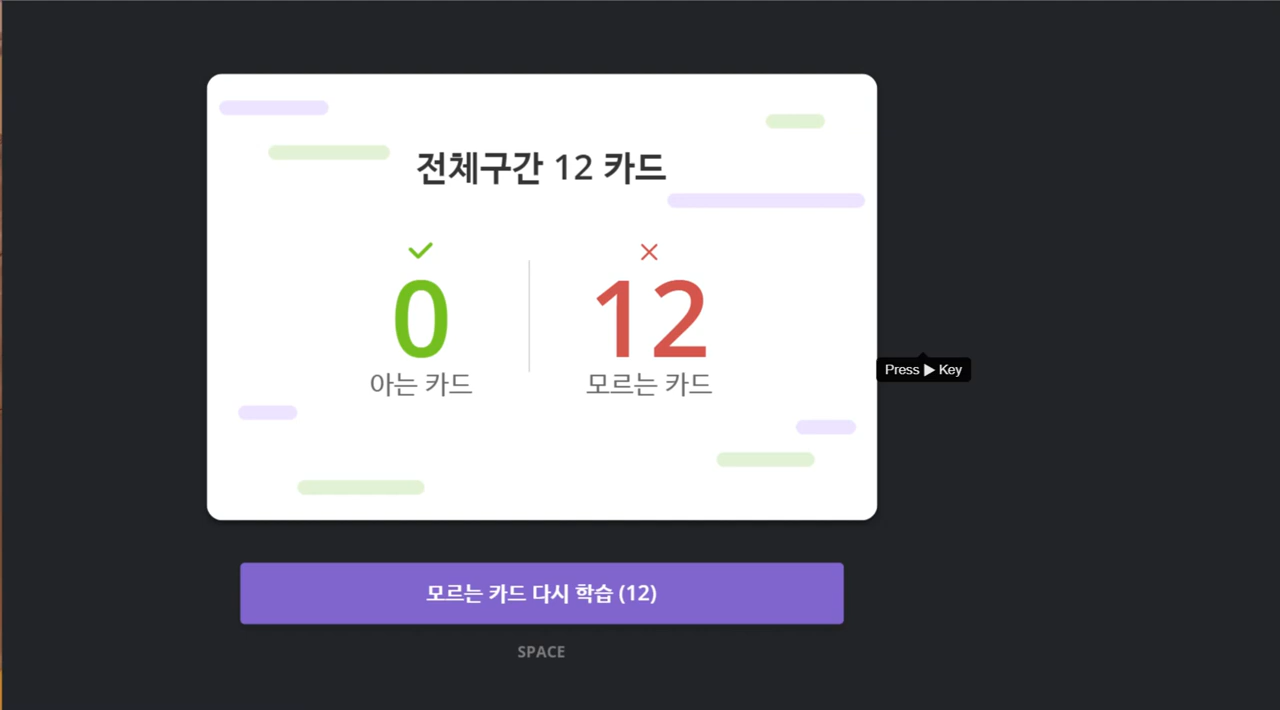 전체구간 12 카드
0
아는 카드
12
모르는 카드
Press ▶ Key
모르는 카드 다시 학습 (12)
SPACE